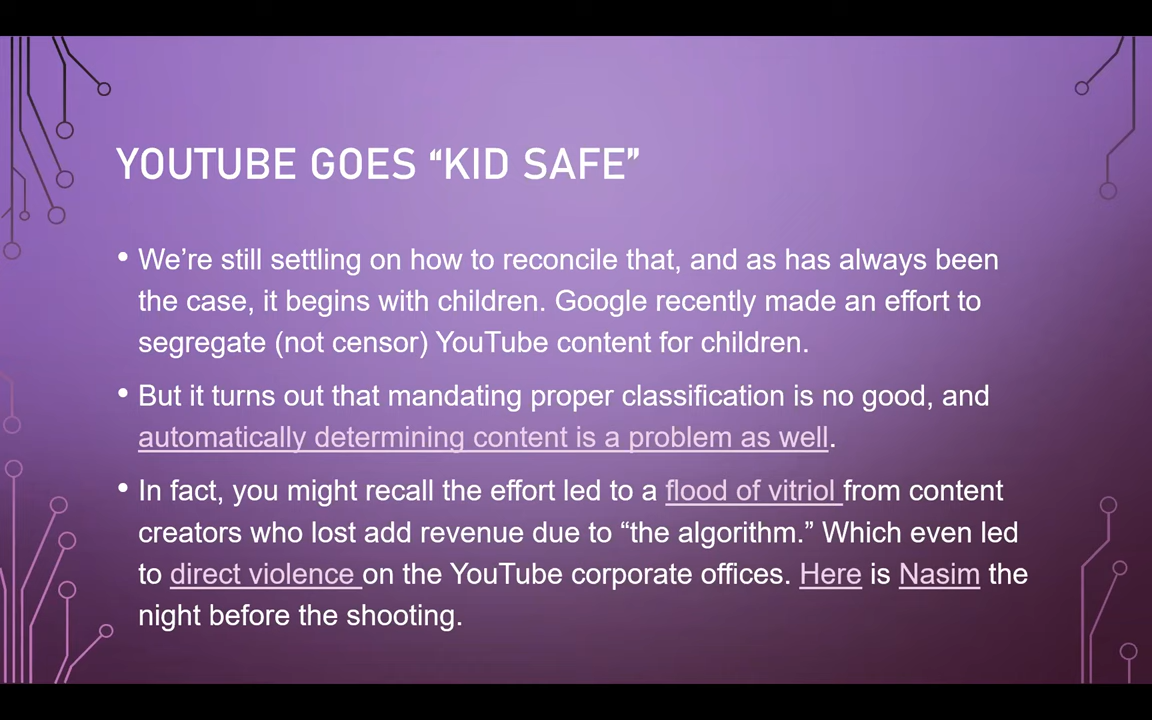 YOUTUBE GOES “KID SAFE”
• We’re still settling on how to reconcile that, and as has always been
the case, it begins with children. Google recently made an effort to
segregate (not censor) YouTube content for children.
• But it turns out that mandating proper classification is no good, and
automatically determining content is a problem as well.
• In fact, you might recall the effort led to a flood of vitriol from content
creators who lost add revenue due to “the algorithm.” Which even led
to direct violence on the YouTube corporate offices. Here is Nasim the
night before the shooting.